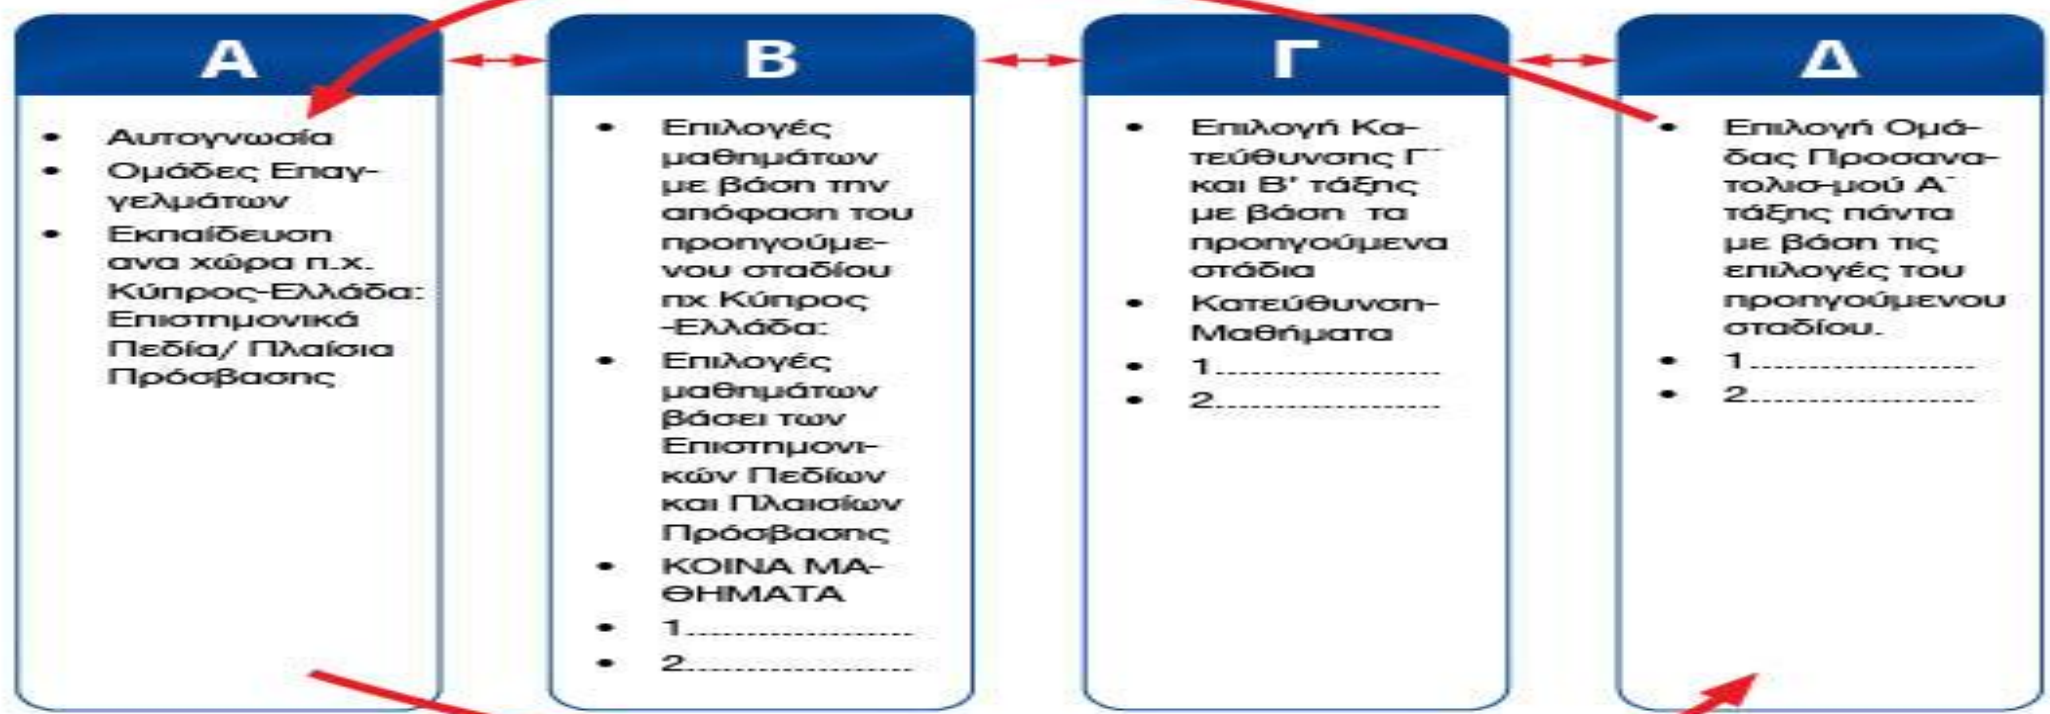 Α
Β
Γ
Δ
• Αυτογνωσία
• Ομάδες Επαγ-
γελμάτων
• Εκπαίδευση
ανα χώρα π.χ.
Κύπρος-Ελλάδα:
Επιστημονικά
Πεδία/ Πλαίσια
Πρόσβασης
• Επιλογές
μαθημάτων
με βάση την
απόφαση του
προηγούμε-
νου σταδίου
πχ Κύπρος
-Ελλάδα:
• Επιλογές
μαθημάτων
βάσει των
Επιστημονι-
κών Πεδίων
και Πλαισίων
Πρόσβασης
• ΚΟΙΝΑ ΜΑ-
ΘΗΜΑΤΑ
• 1...................
• 2...................
• Επιλογή Κα-
τεύθυνσης Γ΄
και Β' τάξης
με βάση τα
προηγούμενα
στάδια
• Κατεύθυνση-
Μαθήματα
• 1...................
• 2...................
• Επιλογή Ομά-
δας Προσανα-
τολισ-μού Α΄
τάξης πάντα
με βάση τις
επιλογές του
προηγούμενου
σταδίου.
• 1...................
• 2...................